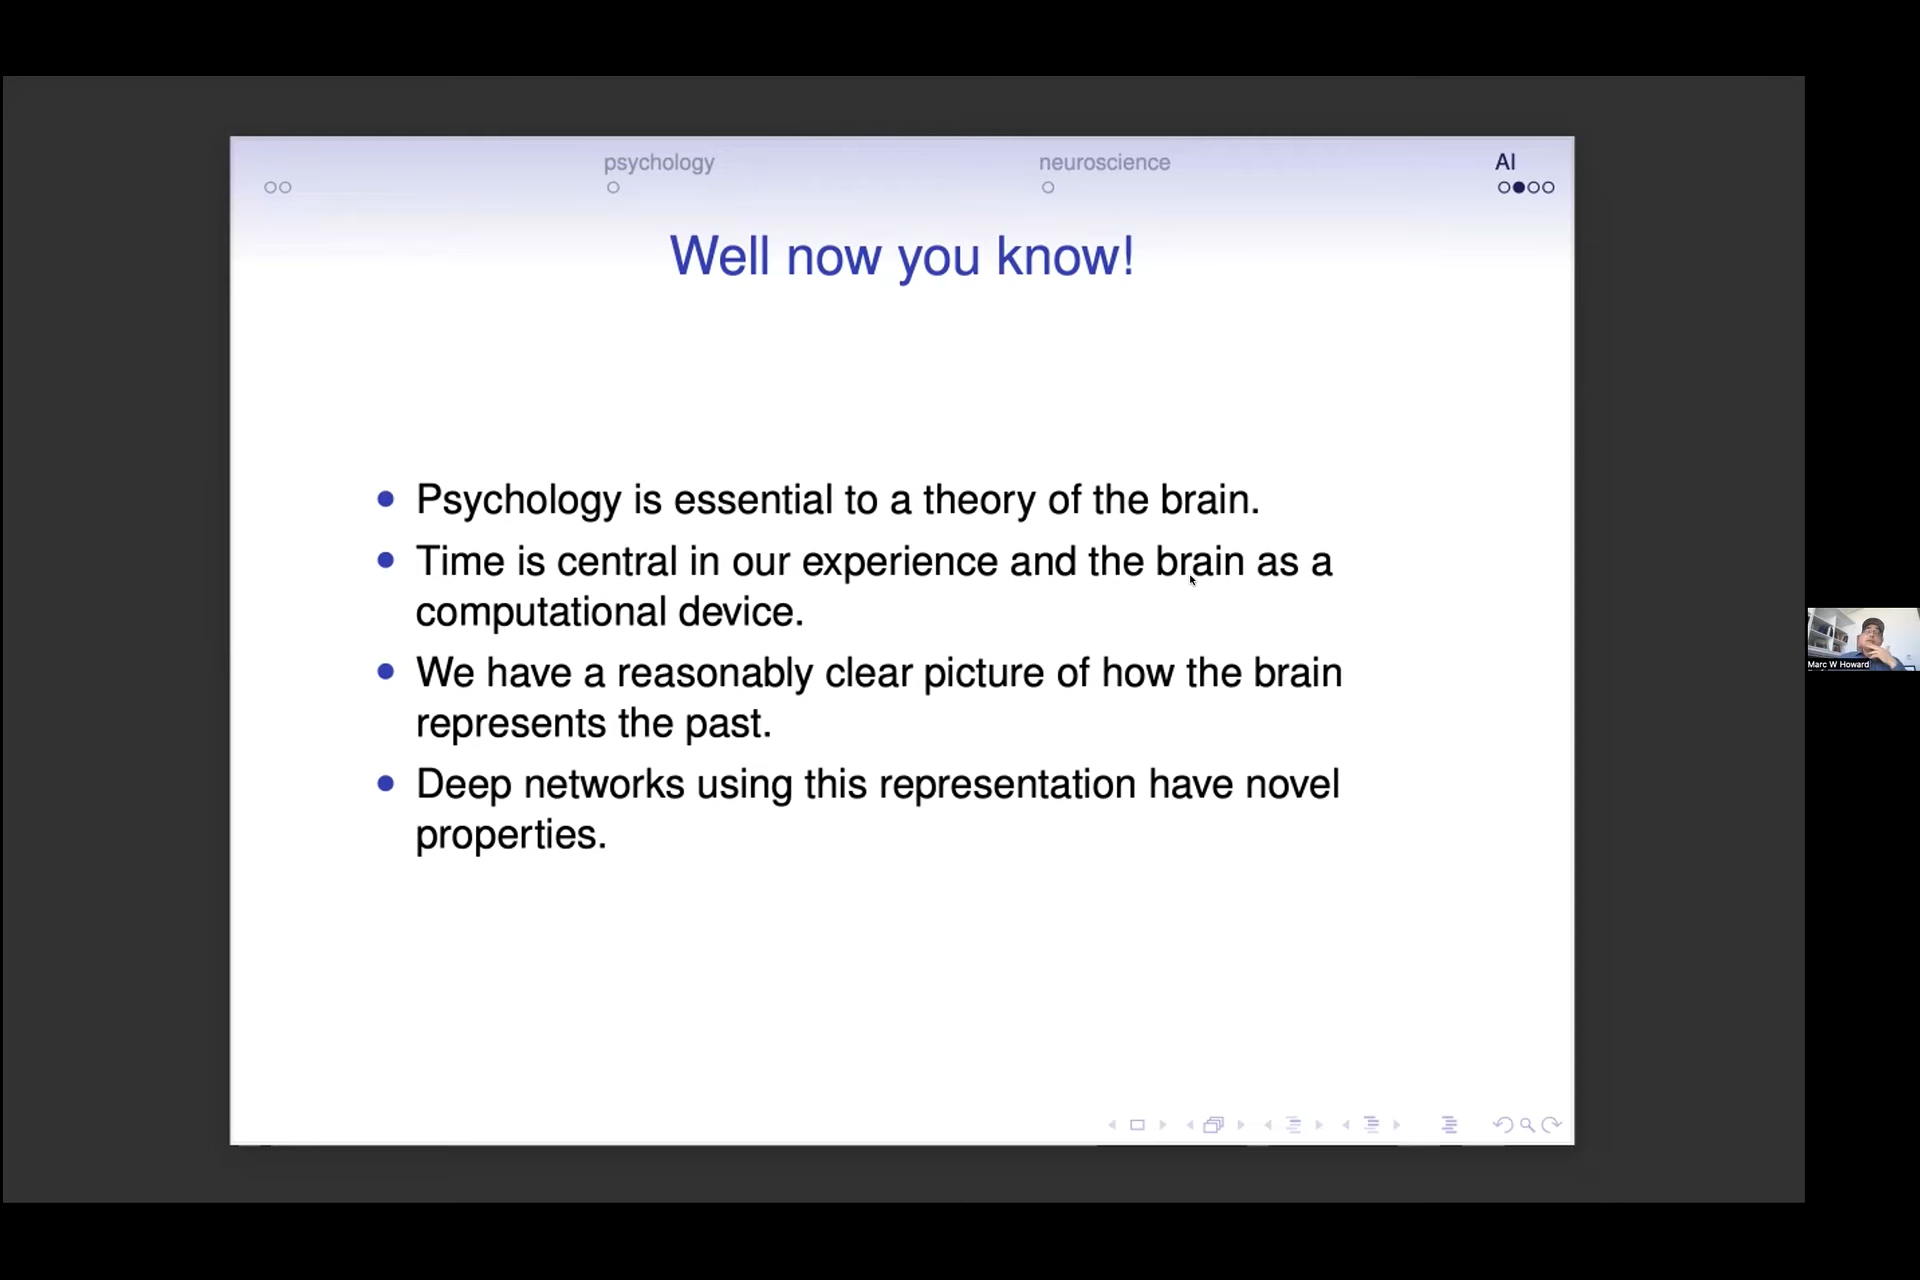 psychology
neuroscience
AI
Well now you know!
Psychology is essential to a theory of the brain.
Time is central in our experience and the brain as a
computational device.
We have a reasonably clear picture of how the brain
represents the past.
Deep networks using this representation have novel
properties.
Marc W Howard